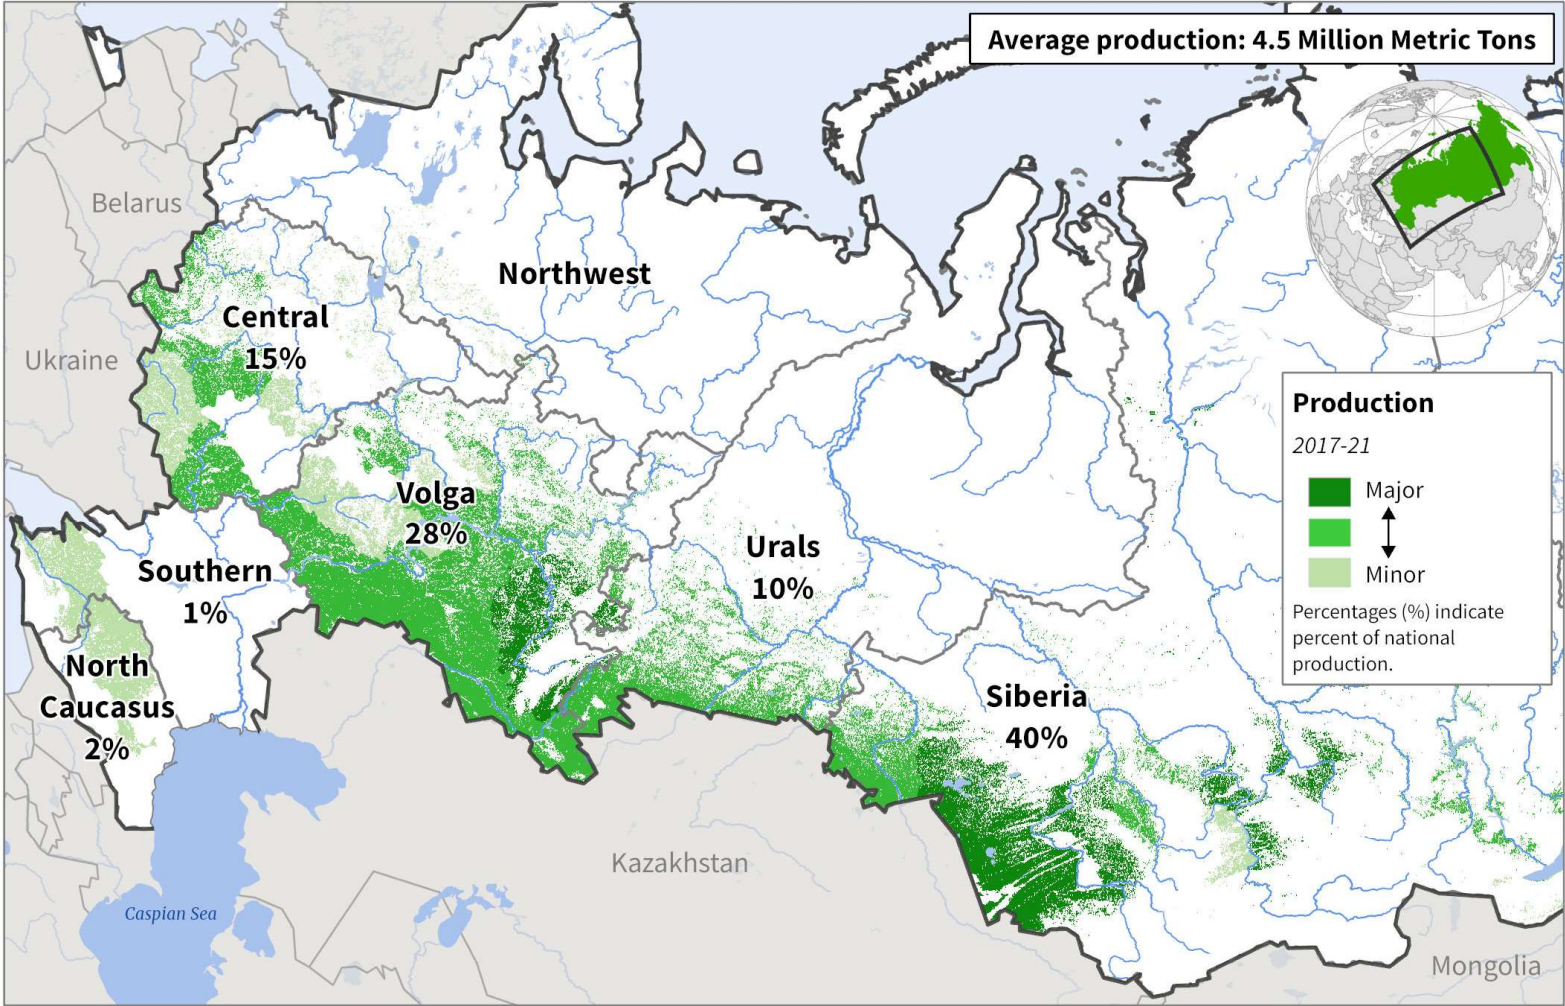 Average production: 4.5 Million Metric Tons
Belarus
Northwest
Central
15%
Ukraine
Production
2017-21
Major
Minor
Percentages (%) indicate
percent of national
production.
Volga
28%
Urals
10%
Southern
1%
North
Caucasus
2%
Siberia
40%
Kazakhstan
Caspian Sea
Mongolia